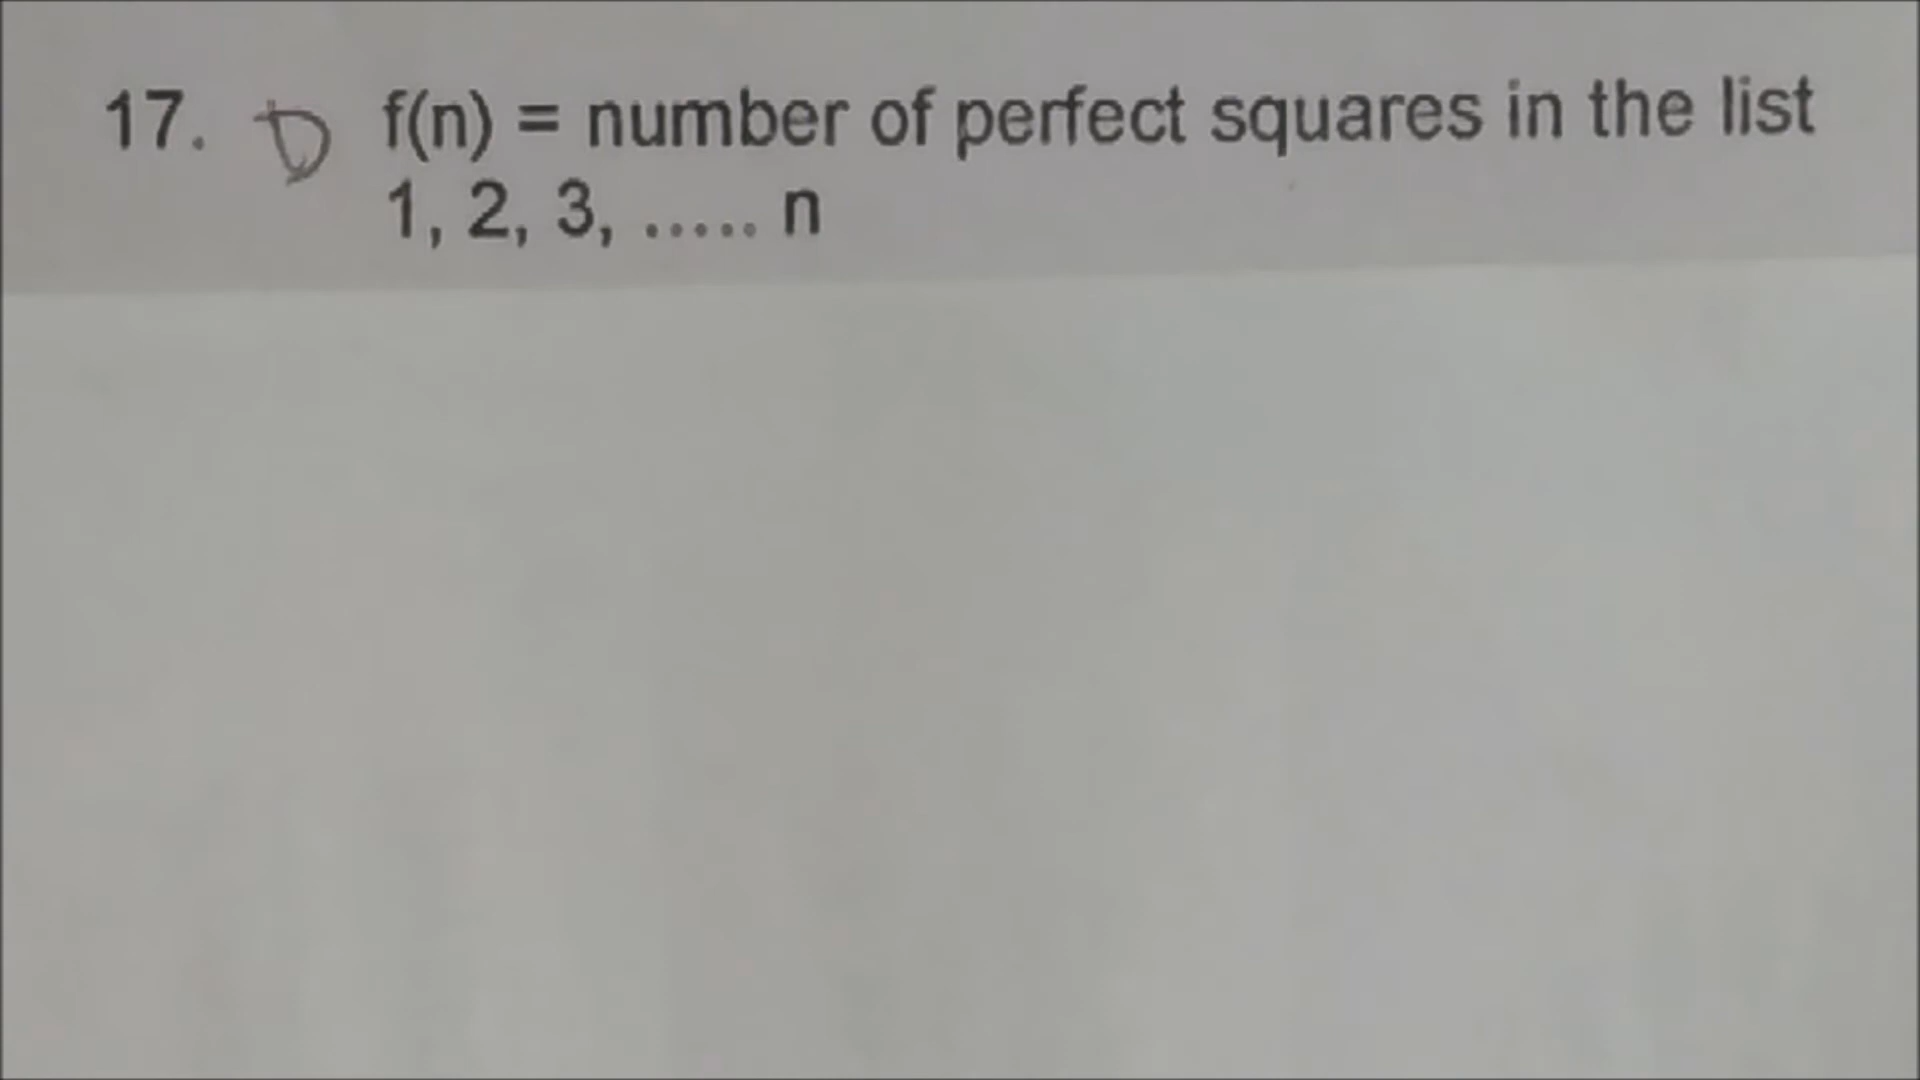 17. D f(n) = number of perfect squares in the list
1, 2, 3, ..... n